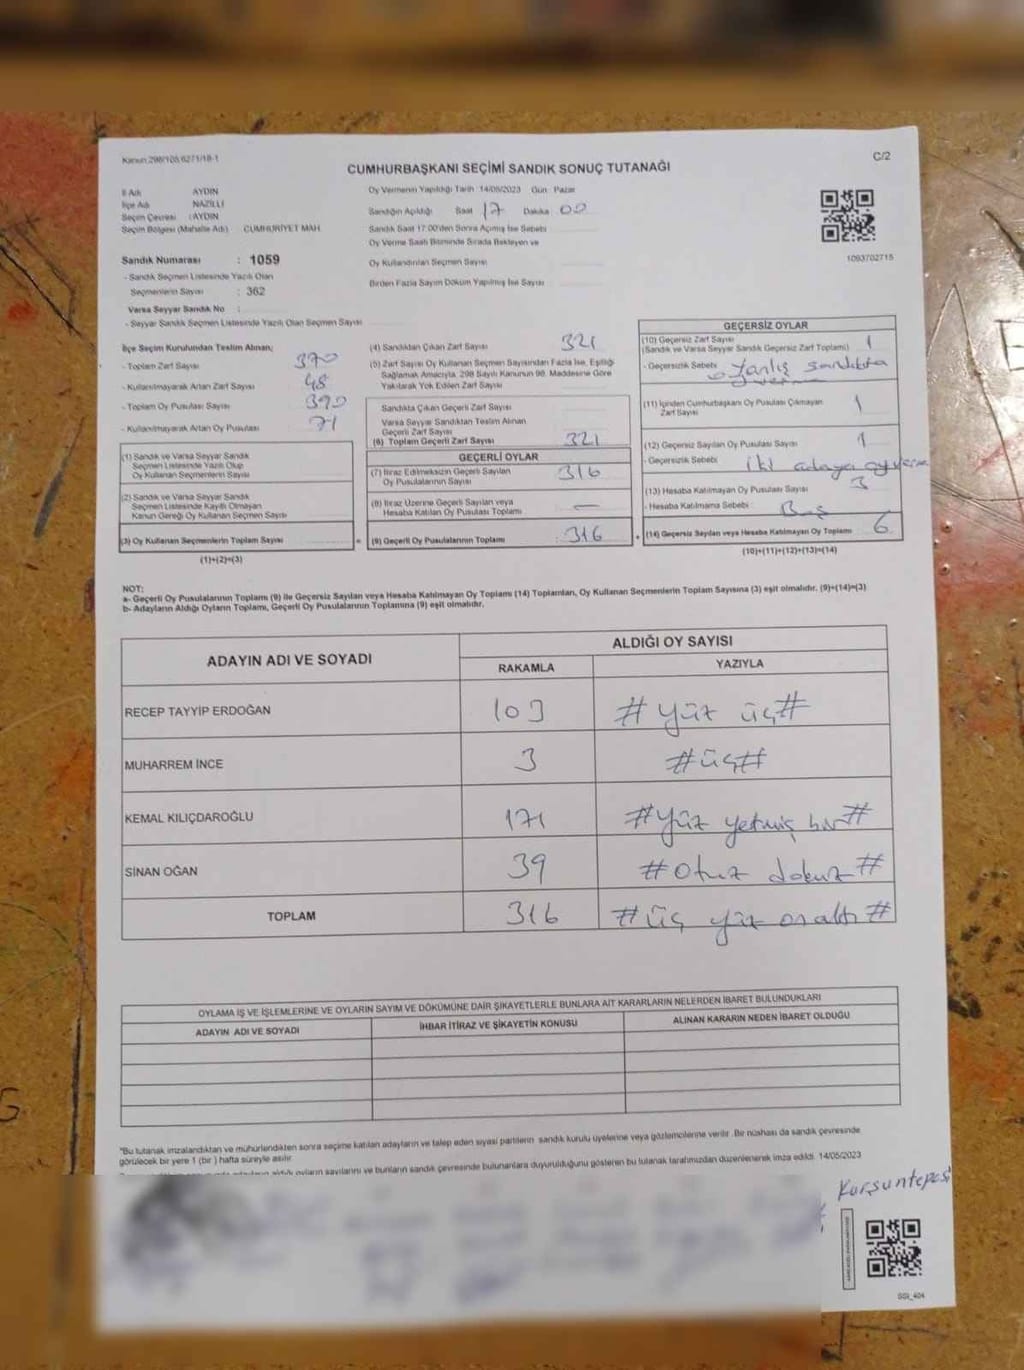 Kanun 298/105,6271/18-1
C/2
CUMHURBAŞKANI SEÇİMİ SANDIK SONUÇ TUTANAĞI
İl Adı AYDIN
İlçe Adı NAZİLLİ
Seçim Çevresi : AYDIN
Seçim Bölgesi (Mahalle Adı) CUMHURİYET MAH.
Sandık Numarası : 1059
- Sandık Seçmen Listesinde Yazılı Olan
Seçmenlerin Sayısı : 362
Varsa Seyyar Sandık No :
- Seyyar Sandık Seçmen Listesinde Yazılı Olan Seçmen Sayısı
Oy Vermenin Yapıldığı Tarih 14/05/2023 Gün Pazar
Sandığın Açıldığı Saat 17 Dakika 00
Sandık Saat 17.00'den Sonra Açılmış İse Sebebi
Oy Verme Saati Bitiminde Sırada Bekleyen ve
Oy Kullandırılan Seçmen Sayısı
Birden Fazla Sayım Döküm Yapılmış İse Sayısı
1093702715
İlçe Seçim Kurulundan Teslim Alınan;
- Toplam Zarf Sayısı 370
- Kullanılmayarak Artan Zarf Sayısı 48
- Toplam Oy Pusulası Sayısı 390
- Kullanılmayarak Artan Oy Pusulası 71
(1) Sandık ve Varsa Seyyar Sandık
Seçmen Listesinde Yazılı Olup
Oy Kullanan Seçmenlerin Sayısı
(2) Sandık ve Varsa Seyyar Sandık
Seçmen Listesinde Kayıtlı Olmayan
Kanun Gereği Oy Kullanan Seçmen Sayısı
(3) Oy Kullanan Seçmenlerin Toplam Sayısı =
(1)+(2)=(3)
(4) Sandıktan Çıkan Zarf Sayısı 321
(5) Zarf Sayısı Oy Kullanan Seçmen Sayısından Fazla İse, Eşitliği
Sağlamak Amacıyla, 298 Sayılı Kanunun 98. Maddesine Göre
Yakılarak Yok Edilen Zarf Sayısı
Sandıkta Çıkan Geçerli Zarf Sayısı
Varsa Seyyar Sandıktan Teslim Alınan
Geçerli Zarf Sayısı
(6) Toplam Geçerli Zarf Sayısı 321
GEÇERLİ OYLAR
(7) İtiraz Edilmeksizin Geçerli Sayılan
Oy Pusulalarının Sayısı 316
(8) İtiraz Üzerine Geçerli Sayılan veya
Hesaba Katılan Oy Pusulası Toplamı —
(9) Geçerli Oy Pusulalarının Toplamı 316 +
GEÇERSİZ OYLAR
(10) Geçersiz Zarf Sayısı
(Sandık ve Varsa Seyyar Sandık Geçersiz Zarf Toplamı) 1
- Geçersizlik Sebebi Yanlış sandıkta
(11) İçinden Cumhurbaşkanı Oy Pusulası Çıkmayan
Zarf Sayısı 1
(12) Geçersiz Sayılan Oy Pusulası Sayısı 1
- Geçersizlik Sebebi İki adaya oy verme
(13) Hesaba Katılmayan Oy Pusulası Sayısı 3
- Hesaba Katılmama Sebebi Boş
(14) Geçersiz Sayılan veya Hesaba Katılmayan Oy Toplamı 6
(10)+(11)+(12)+(13)=(14)
NOT:
a- Geçerli Oy Pusulalarının Toplamı (9) ile Geçersiz Sayılan veya Hesaba Katılmayan Oy Toplamı (14) Toplamları, Oy Kullanan Seçmenlerin Toplam Sayısına (3) eşit olmalıdır. (9)+(14)=(3)
b- Adayların Aldığı Oyların Toplamı, Geçerli Oy Pusulalarının Toplamına (9) eşit olmalıdır.
ADAYIN ADI VE SOYADI
ALDIĞI OY SAYISI
RAKAMLA YAZIYLA
RECEP TAYYİP ERDOĞAN 103 # yüz üç #
MUHARREM İNCE 3 # üç #
KEMAL KILIÇDAROĞLU 171 # yüz yetmiş bir #
SİNAN OĞAN 39 # otuz dokuz #
TOPLAM 316 # üç yüz on altı #
OYLAMA İŞ VE İŞLEMLERİNE VE OYLARIN SAYIM VE DÖKÜMÜNE DAİR ŞİKAYETLERLE BUNLARA AİT KARARLARIN NELERDEN İBARET BULUNDUKLARI
ADAYIN ADI VE SOYADI İHBAR İTİRAZ VE ŞİKAYETİN KONUSU ALINAN KARARIN NEDEN İBARET OLDUĞU
"Bu tutanak imzalandıktan ve mühürlendikten sonra seçime katılan adayların ve talep eden siyasi partilerin sandık kurulu üyelerine veya gözlemcilerine verilir. Bir nüshası da sandık çevresinde
görülecek bir yere 1 (bir) hafta süreyle asılır.
aldığı oyların sayılarını ve bunların sandık çevresinde bulunanlara duyurulduğunu gösteren bu tutanak tarafımızdan düzenlenerek imza edildi. 14/05/2023
Kurşuntepesi